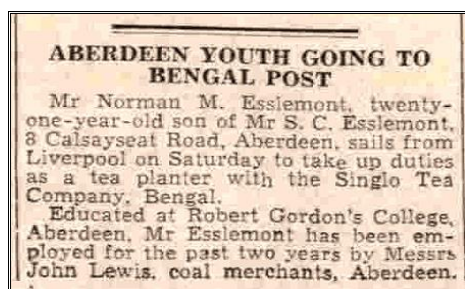 ABERDEEN YOUTH GOING TO
BENGAL POST
Mr Norman M. Esslemont, twenty-
one-year-old son of Mr S. C. Esslemont,
8 Calsayseat Road, Aberdeen, sails from
Liverpool on Saturday to take up duties
as a tea planter with the Singlo Tea
Company, Bengal.
Educated at Robert Gordon's College,
Aberdeen, Mr Esslemont has been em-
ployed for the past two years by Messrs
John Lewis, coal merchants, Aberdeen.